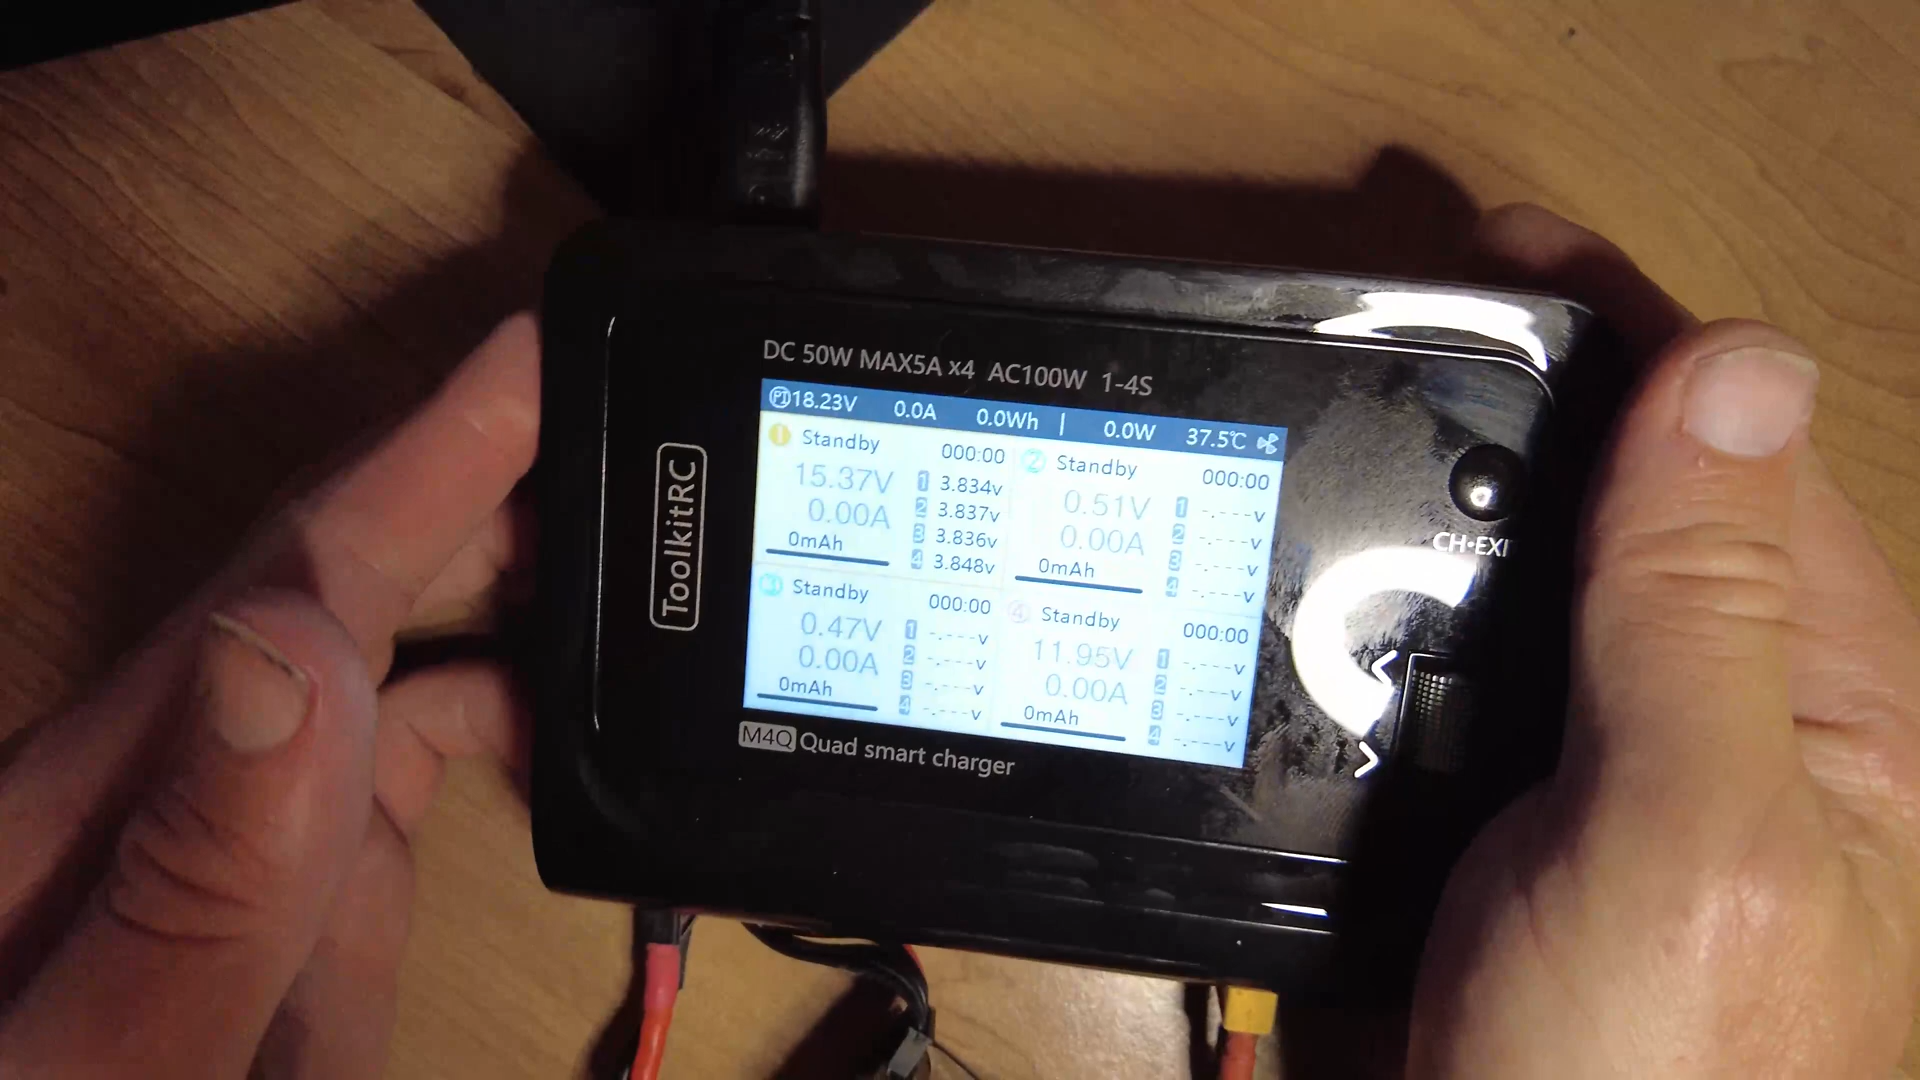 DC 50W MAX5A x4 AC100W 1-4S
18.23V 0.0A 0.0Wh | 0.0W 37.5℃
1 Standby 000:00
15.37V
0.00A
0mAh
1 3.834v
2 3.837v
3 3.836v
4 3.848v
2 Standby 000:00
0.51V
0.00A
0mAh
1 -.---v
2 -.---v
3 -.---v
4 -.---v
3 Standby 000:00
0.47V
0.00A
0mAh
1 -.---v
2 -.---v
3 -.---v
4 -.---v
4 Standby 000:00
11.95V
0.00A
0mAh
1 -.---v
2 -.---v
3 -.---v
4 -.---v
ToolkitRC
M4Q Quad smart charger
CH•EXI
<
>